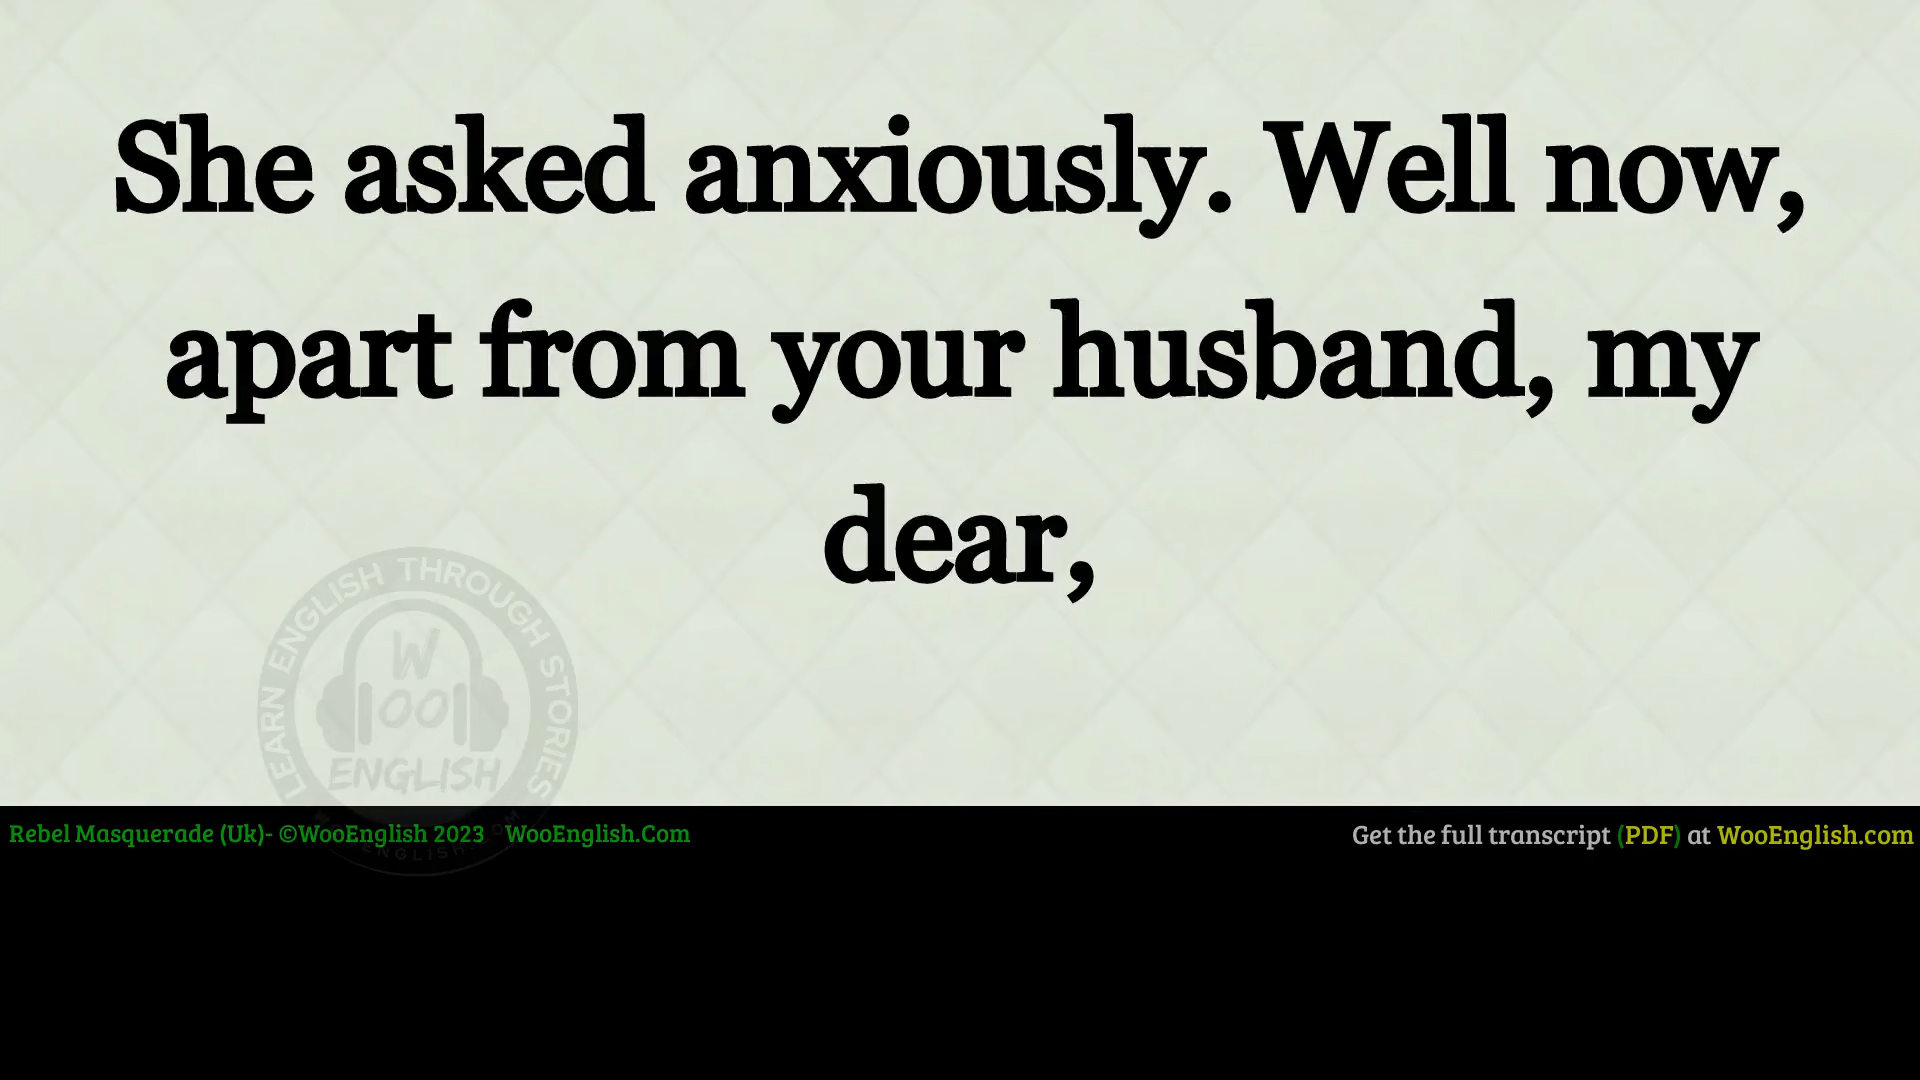 She asked anxiously. Well now,
apart from your husband, my
dear,
LEARN ENGLISH THROUGH STORIES
W
OO
ENGLISH
Rebel Masquerade (Uk)- ©WooEnglish 2023 WooEnglish.Com
Get the full transcript (PDF) at WooEnglish.com